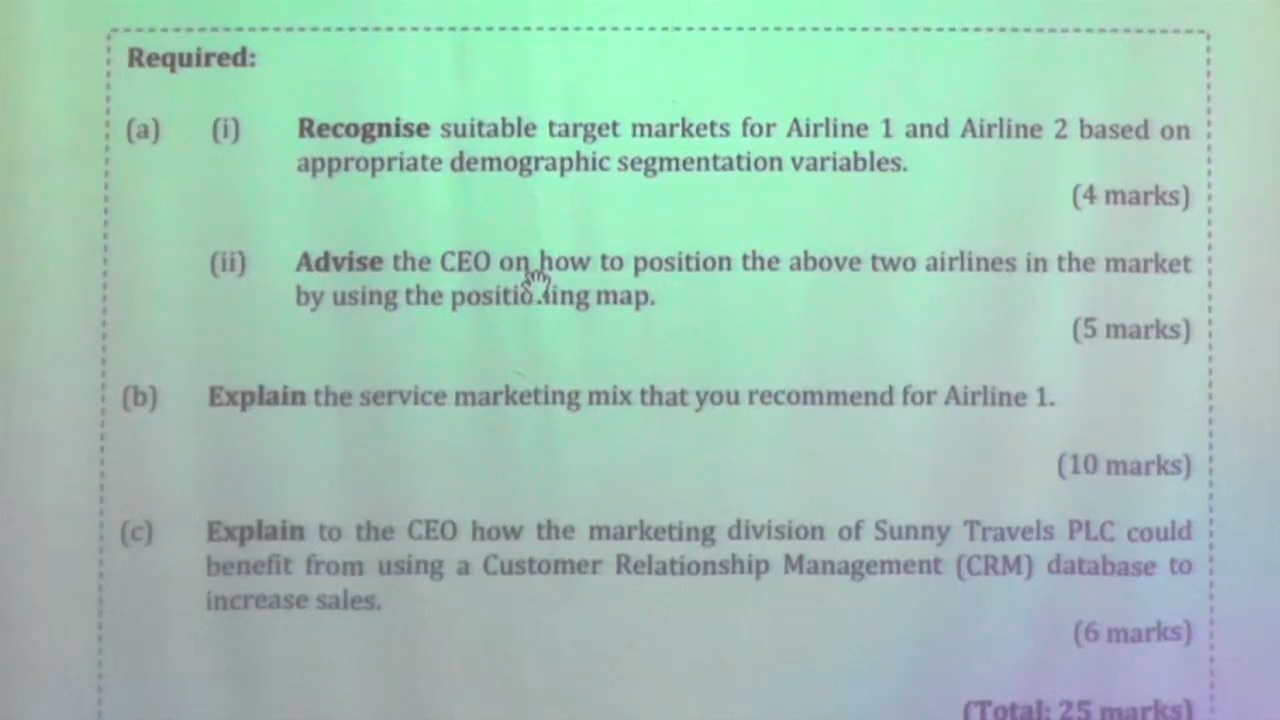 Required:
(a) (i) Recognise suitable target markets for Airline 1 and Airline 2 based on
appropriate demographic segmentation variables.
(4 marks)
(ii) Advise the CEO on how to position the above two airlines in the market
by using the positioning map.
(5 marks)
(b) Explain the service marketing mix that you recommend for Airline 1.
(10 marks)
(c) Explain to the CEO how the marketing division of Sunny Travels PLC could
benefit from using a Customer Relationship Management (CRM) database to
increase sales.
(6 marks)
(Total: 25 marks)